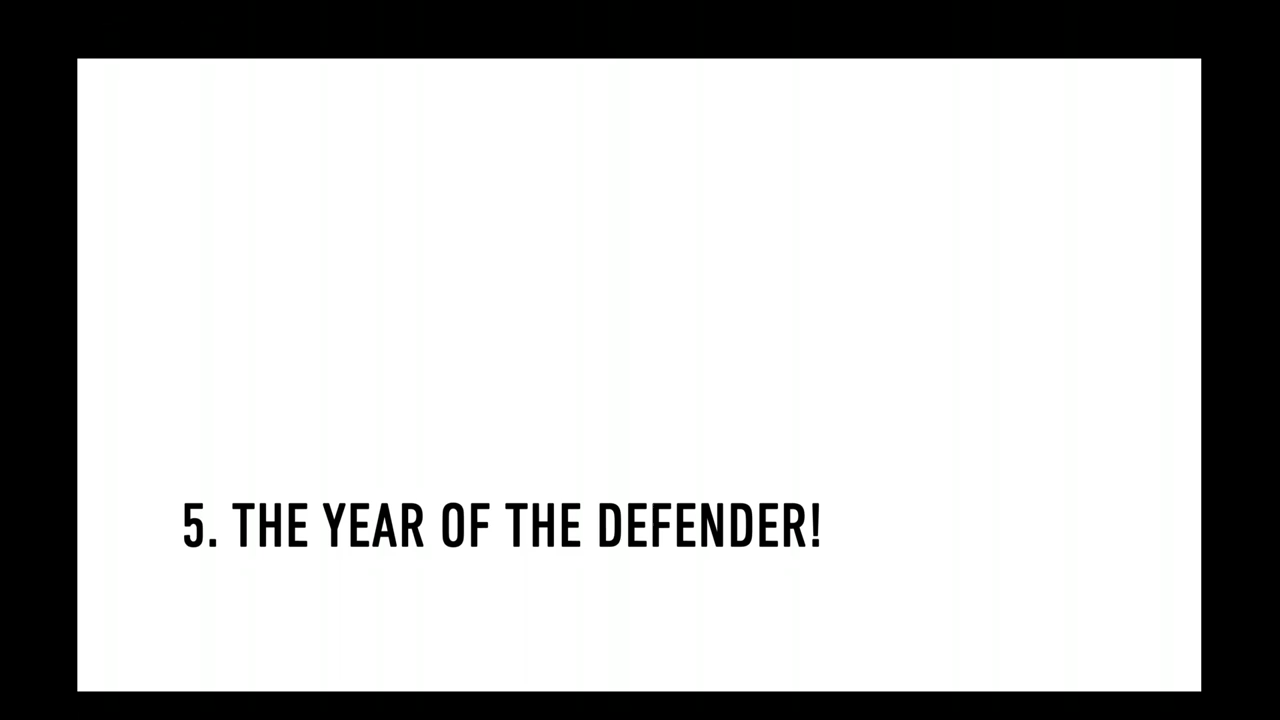 5. THE YEAR OF THE DEFENDER!